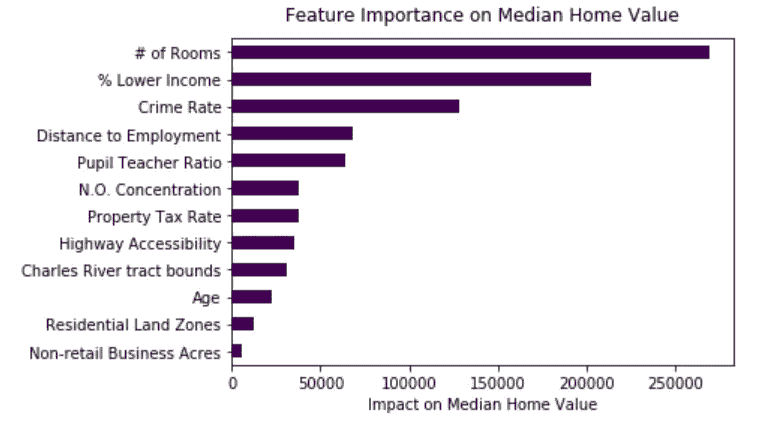 Feature Importance on Median Home Value
# of Rooms
% Lower Income
Crime Rate
Distance to Employment
Pupil Teacher Ratio
N.O. Concentration
Property Tax Rate
Highway Accessibility
Charles River tract bounds
Age
Residential Land Zones
Non-retail Business Acres
0 50000 100000 150000 200000 250000
Impact on Median Home Value